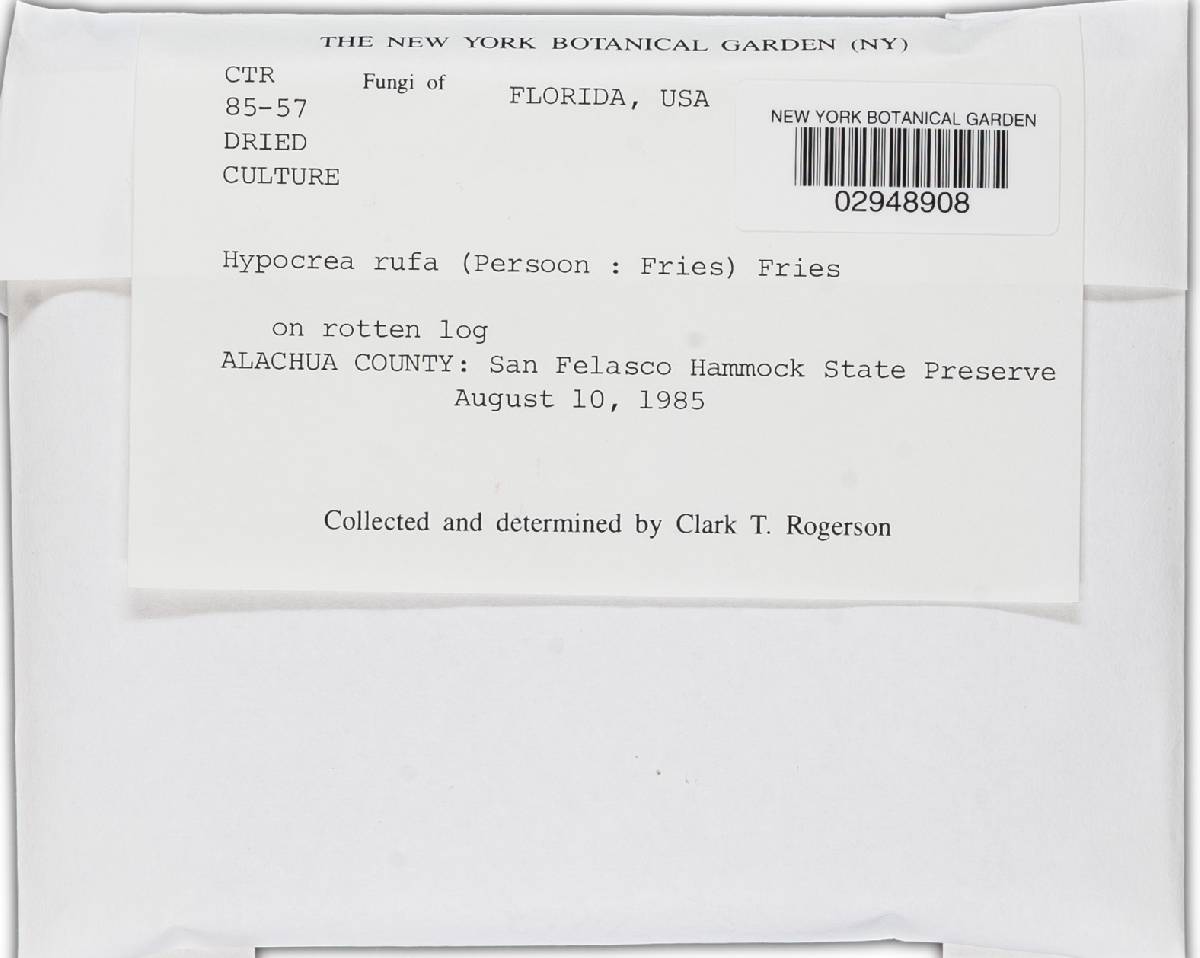 THE NEW YORK BOTANICAL GARDEN (NY)
CTR
85-57
DRIED
CULTURE
Fungi of
FLORIDA, USA
NEW YORK BOTANICAL GARDEN
02948908
Hypocrea rufa (Persoon : Fries) Fries
on rotten log
ALACHUA COUNTY: San Felasco Hammock State Preserve
August 10, 1985
Collected and determined by Clark T. Rogerson